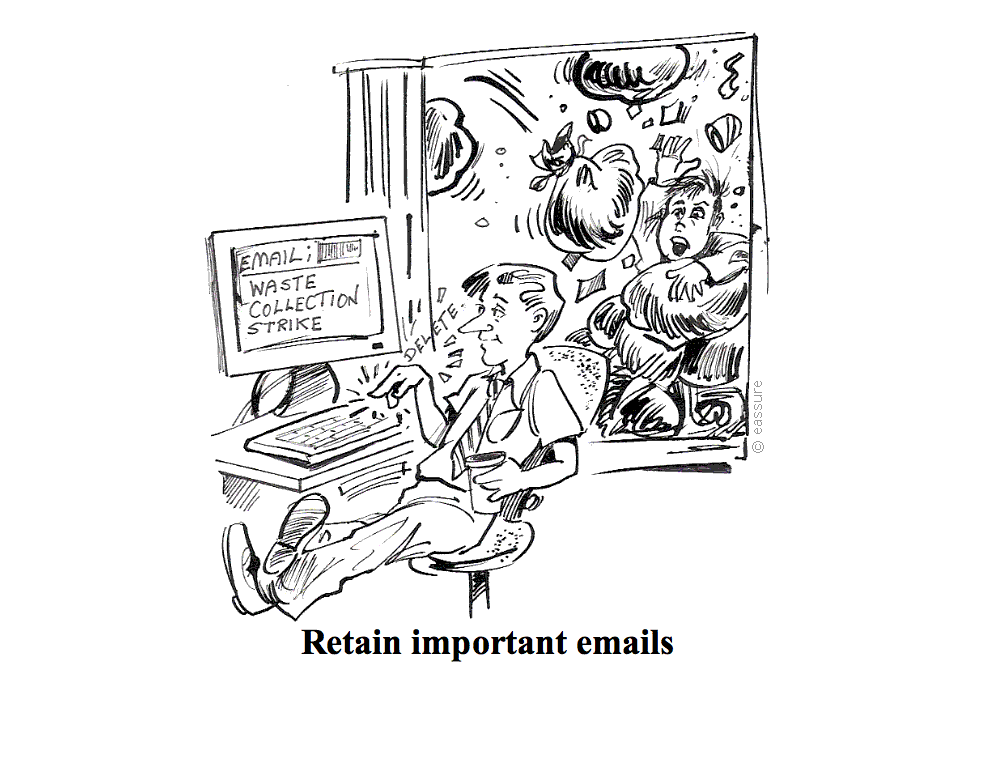 EMAIL;
WASTE
COLLECTION
STRIKE
DELETE
© eassure
Retain important emails